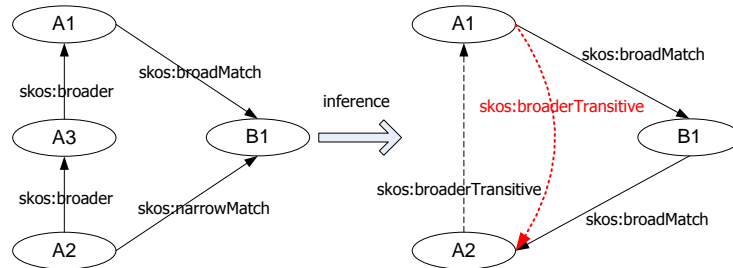 A1
skos:broadMatch
skos:broader
A3
B1
skos:broader
skos:narrowMatch
A2
inference
A1
skos:broadMatch
skos:broaderTransitive
B1
skos:broaderTransitive
skos:broadMatch
A2